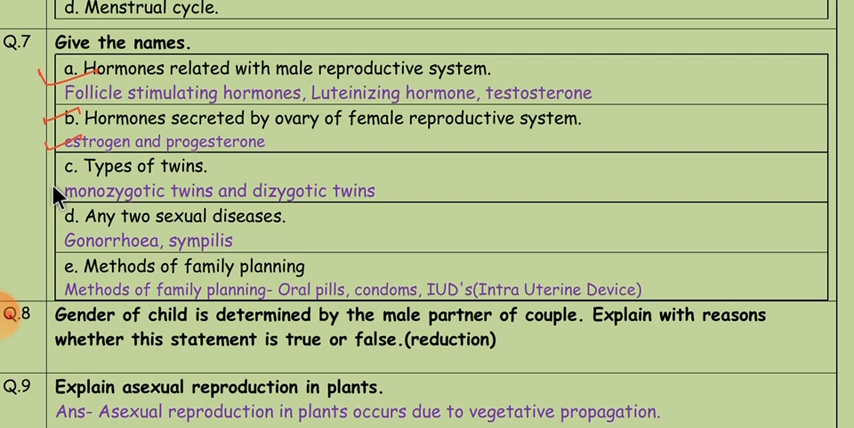 d. Menstrual cycle.
Q.7 Give the names.
a. Hormones related with male reproductive system.
Follicle stimulating hormones, Luteinizing hormone, testosterone
b. Hormones secreted by ovary of female reproductive system.
estrogen and progesterone
c. Types of twins.
monozygotic twins and dizygotic twins
d. Any two sexual diseases.
Gonorrhoea, sympilis
e. Methods of family planning
Methods of family planning- Oral pills, condoms, IUD's(Intra Uterine Device)
Q.8 Gender of child is determined by the male partner of couple. Explain with reasons
whether this statement is true or false.(reduction)
Q.9 Explain asexual reproduction in plants.
Ans- Asexual reproduction in plants occurs due to vegetative propagation.